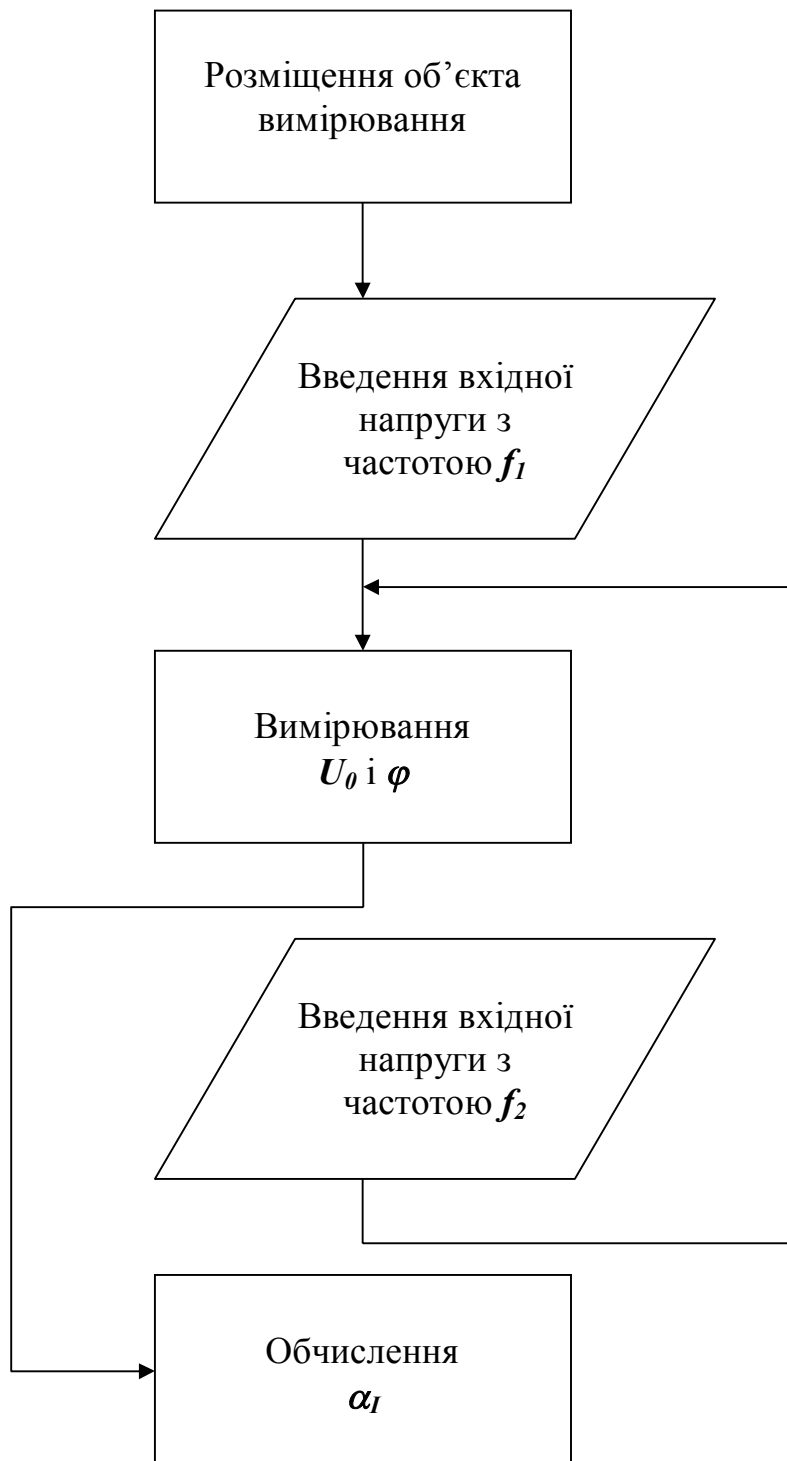 Розміщення об’єкта
вимірювання
Введення вхідної
напруги з
частотою f1
Вимірювання
U0 і φ
Введення вхідної
напруги з
частотою f2
Обчислення
αI